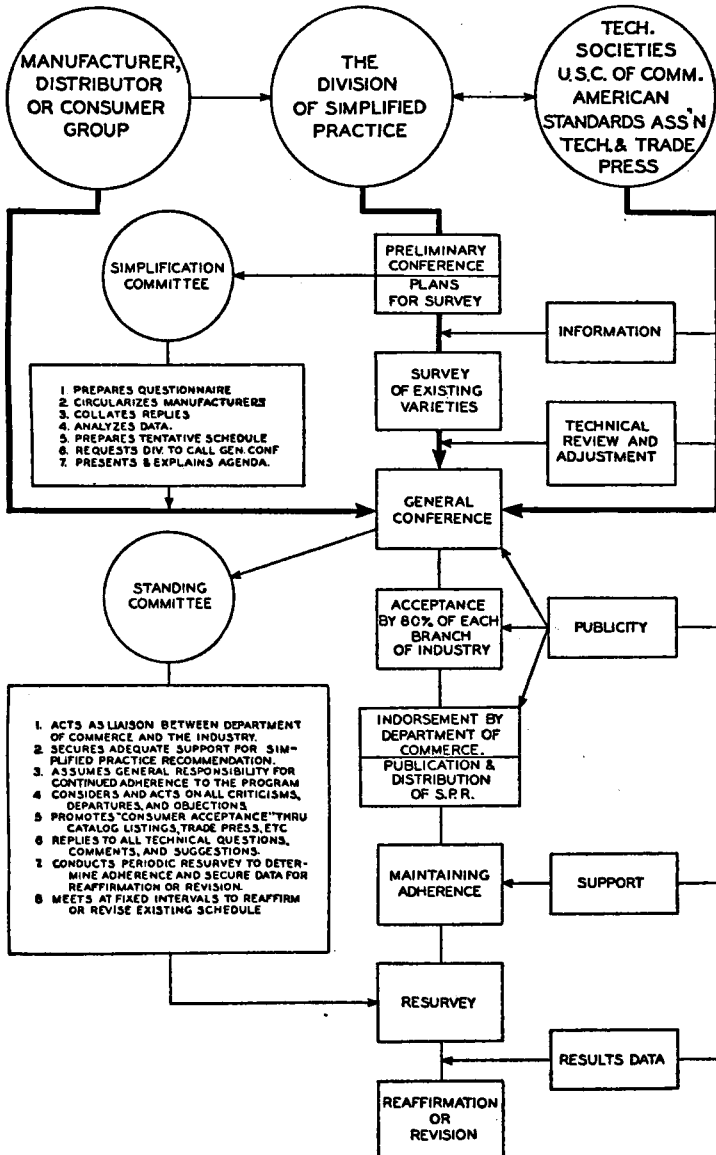 MANUFACTURER,
DISTRIBUTOR
OR CONSUMER
GROUP
THE
DIVISION
OF SIMPLIFIED
PRACTICE
TECH.
SOCIETIES
U.S.C. OF COMM.
AMERICAN
STANDARDS ASS'N
TECH. & TRADE
PRESS
SIMPLIFICATION
COMMITTEE
PRELIMINARY
CONFERENCE
PLANS
FOR SURVEY
INFORMATION
SURVEY
OF EXISTING
VARIETIES
1. PREPARES QUESTIONNAIRE
2. CIRCULARIZES MANUFACTURERS
3. COLLATES REPLIES
4. ANALYZES DATA.
5. PREPARES TENTATIVE SCHEDULE
6. REQUESTS DIV. TO CALL GEN. CONF
7. PRESENTS & EXPLAINS AGENDA.
TECHNICAL
REVIEW AND
ADJUSTMENT
GENERAL
CONFERENCE
STANDING
COMMITTEE
ACCEPTANCE
BY 80% OF EACH
BRANCH
OF INDUSTRY
PUBLICITY
1. ACTS AS LIAISON BETWEEN DEPARTMENT
OF COMMERCE AND THE INDUSTRY.
2. SECURES ADEQUATE SUPPORT FOR SIM-
PLIFIED PRACTICE RECOMMENDATION.
3. ASSUMES GENERAL RESPONSIBILITY FOR
CONTINUED ADHERENCE TO THE PROGRAM
4 CONSIDERS AND ACTS ON ALL CRITICISMS,
DEPARTURES, AND OBJECTIONS
5 PROMOTES "CONSUMER ACCEPTANCE" THRU
CATALOG LISTINGS, TRADE PRESS, ETC
6 REPLIES TO ALL TECHNICAL QUESTIONS,
COMMENTS, AND SUGGESTIONS.
7. CONDUCTS PERIODIC RESURVEY TO DETER-
MINE ADHERENCE AND SECURE DATA FOR
REAFFIRMATION OR REVISION.
8 MEETS AT FIXED INTERVALS TO REAFFIRM
OR REVISE EXISTING SCHEDULE
INDORSEMENT BY
DEPARTMENT OF
COMMERCE.
PUBLICATION &
DISTRIBUTION
OF S.P.R.
MAINTAINING
ADHERENCE
SUPPORT
RESURVEY
RESULTS DATA
REAFFIRMATION
OR
REVISION